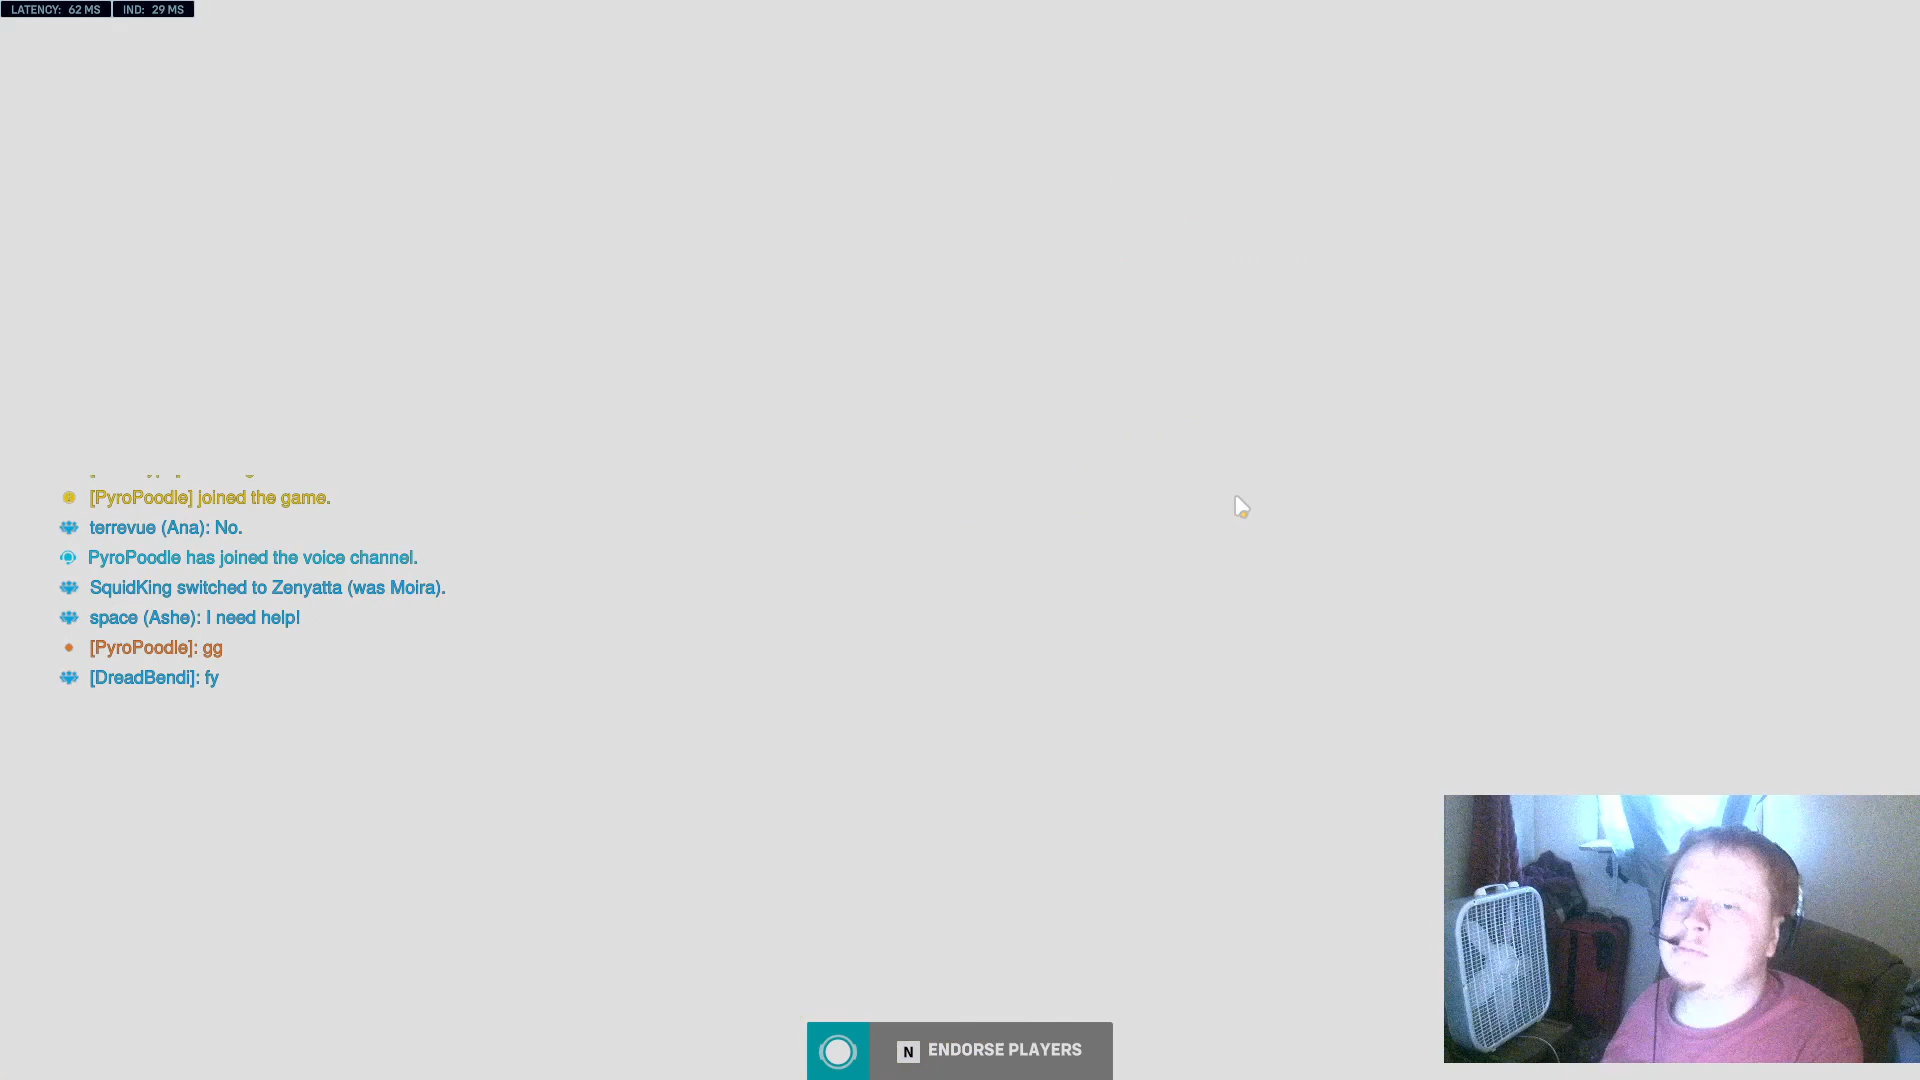 LATENCY: 62 MS IND: 29 MS
[PyroPoodle] joined the game.
terrevue (Ana): No.
PyroPoodle has joined the voice channel.
SquidKing switched to Zenyatta (was Moira).
space (Ashe): I need help!
[PyroPoodle]: gg
[DreadBendi]: fy
N ENDORSE PLAYERS